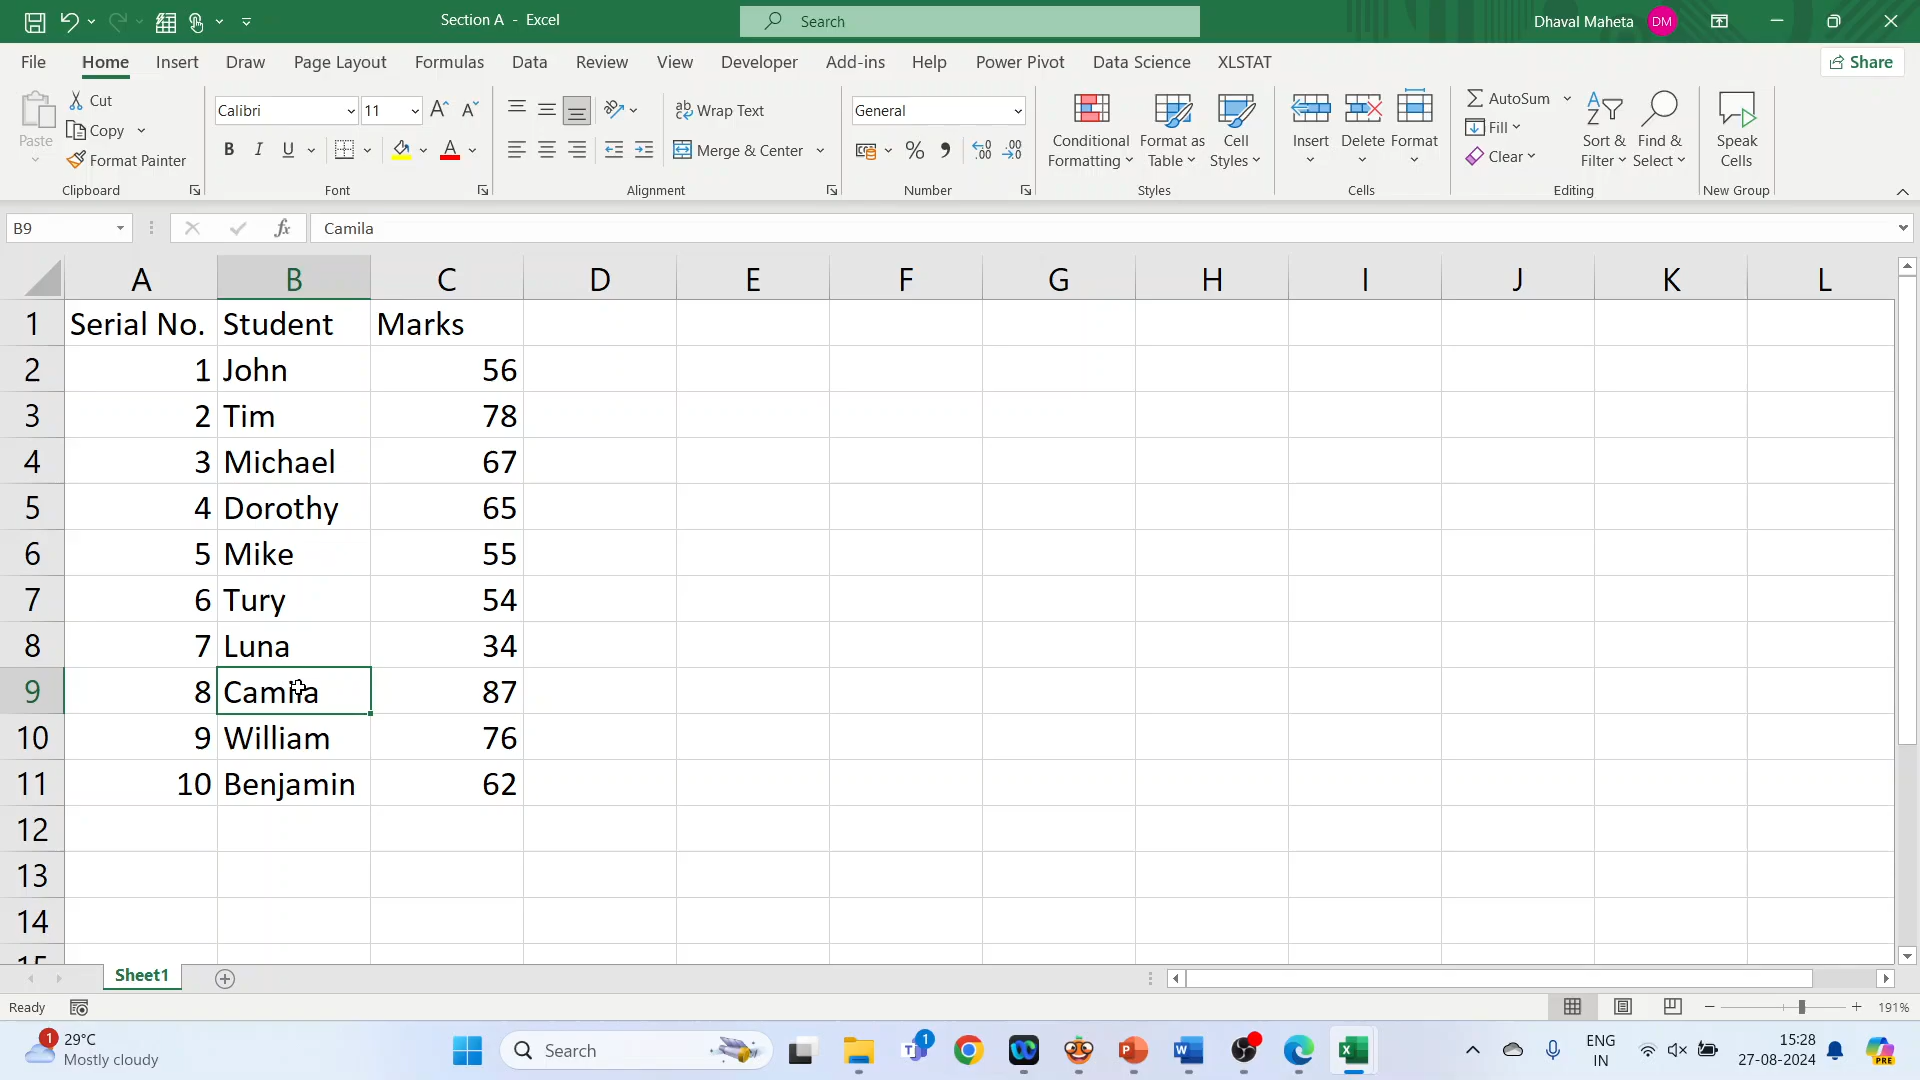 Section A - Excel
Search
Dhaval Maheta
DM
File Home Insert Draw Page Layout Formulas Data Review View Developer Add-ins Help Power Pivot Data Science XLSTAT
Share
Paste
Cut
Copy
Format Painter
Clipboard
Calibri 11
B I U
Font
Wrap Text
Merge & Center
Alignment
General
Number
Conditional Formatting
Format as Table
Cell Styles
Styles
Insert Delete Format
Cells
AutoSum
Fill
Clear
Sort & Filter
Find & Select
Editing
Speak Cells
New Group
B9
fx
Camila
A B C D E F G H I J K L
1 Serial No. Student Marks
2 1 John 56
3 2 Tim 78
4 3 Michael 67
5 4 Dorothy 65
6 5 Mike 55
7 6 Tury 54
8 7 Luna 34
9 8 Camila 87
10 9 William 76
11 10 Benjamin 62
12
13
14
15
Sheet1
Ready
191%
1
29°C
Mostly cloudy
Search
1
ENG
IN
15:28
27-08-2024
PRE